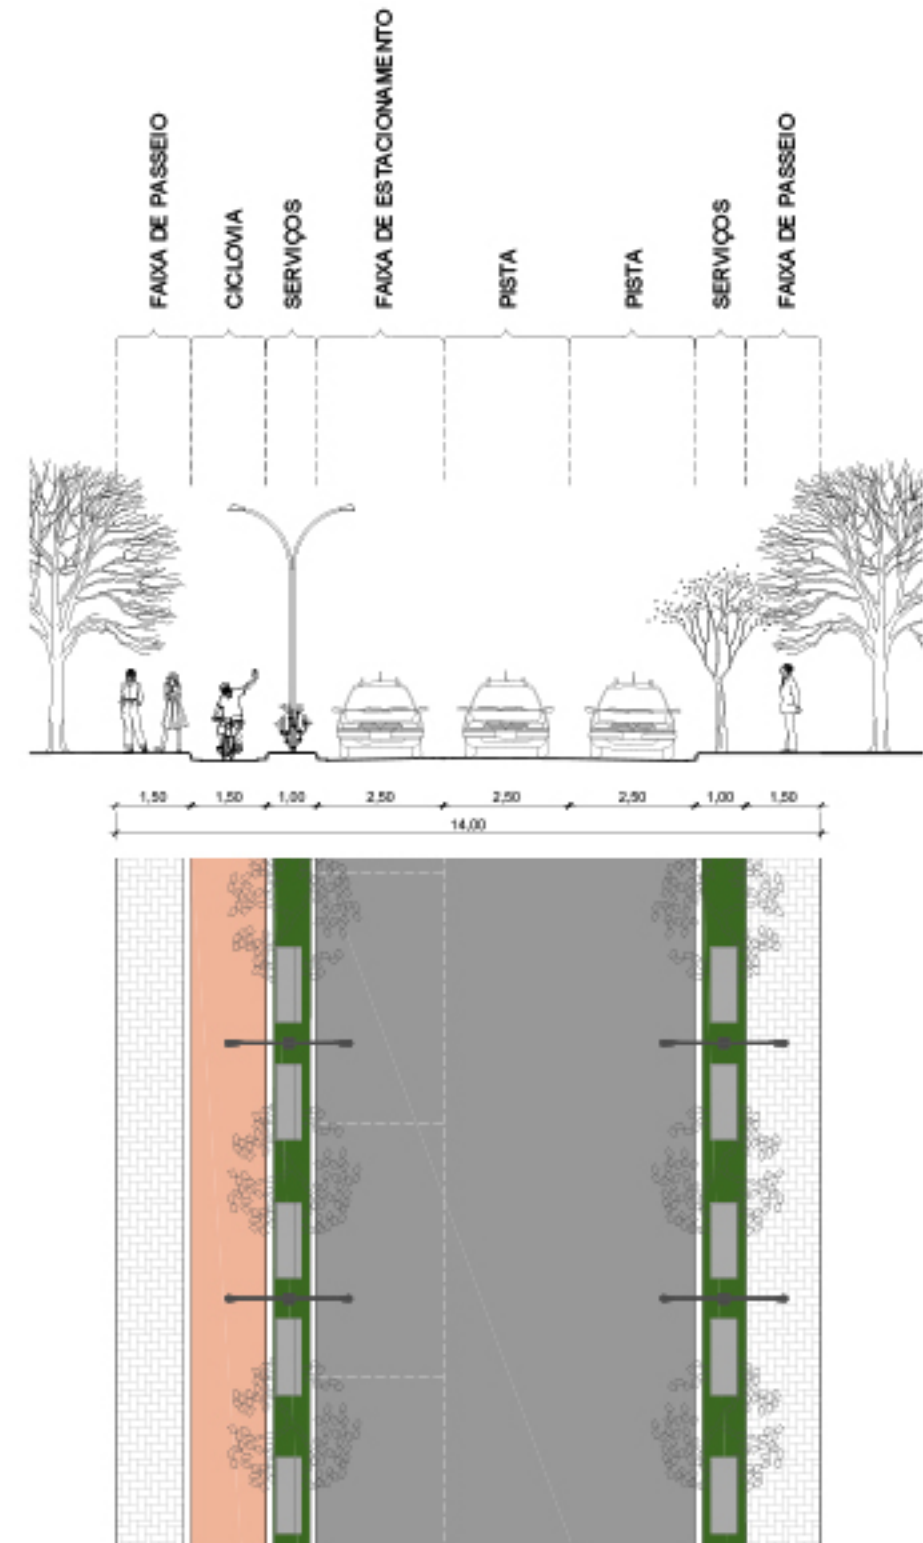 FAIXA DE PASSEIO
CICLOVIA
SERVIÇOS
FAIXA DE ESTACIONAMENTO
PISTA
PISTA
SERVIÇOS
FAIXA DE PASSEIO
1,50 1,50 1,00 2,50 2,50 2,50 1,00 1,50
14,00